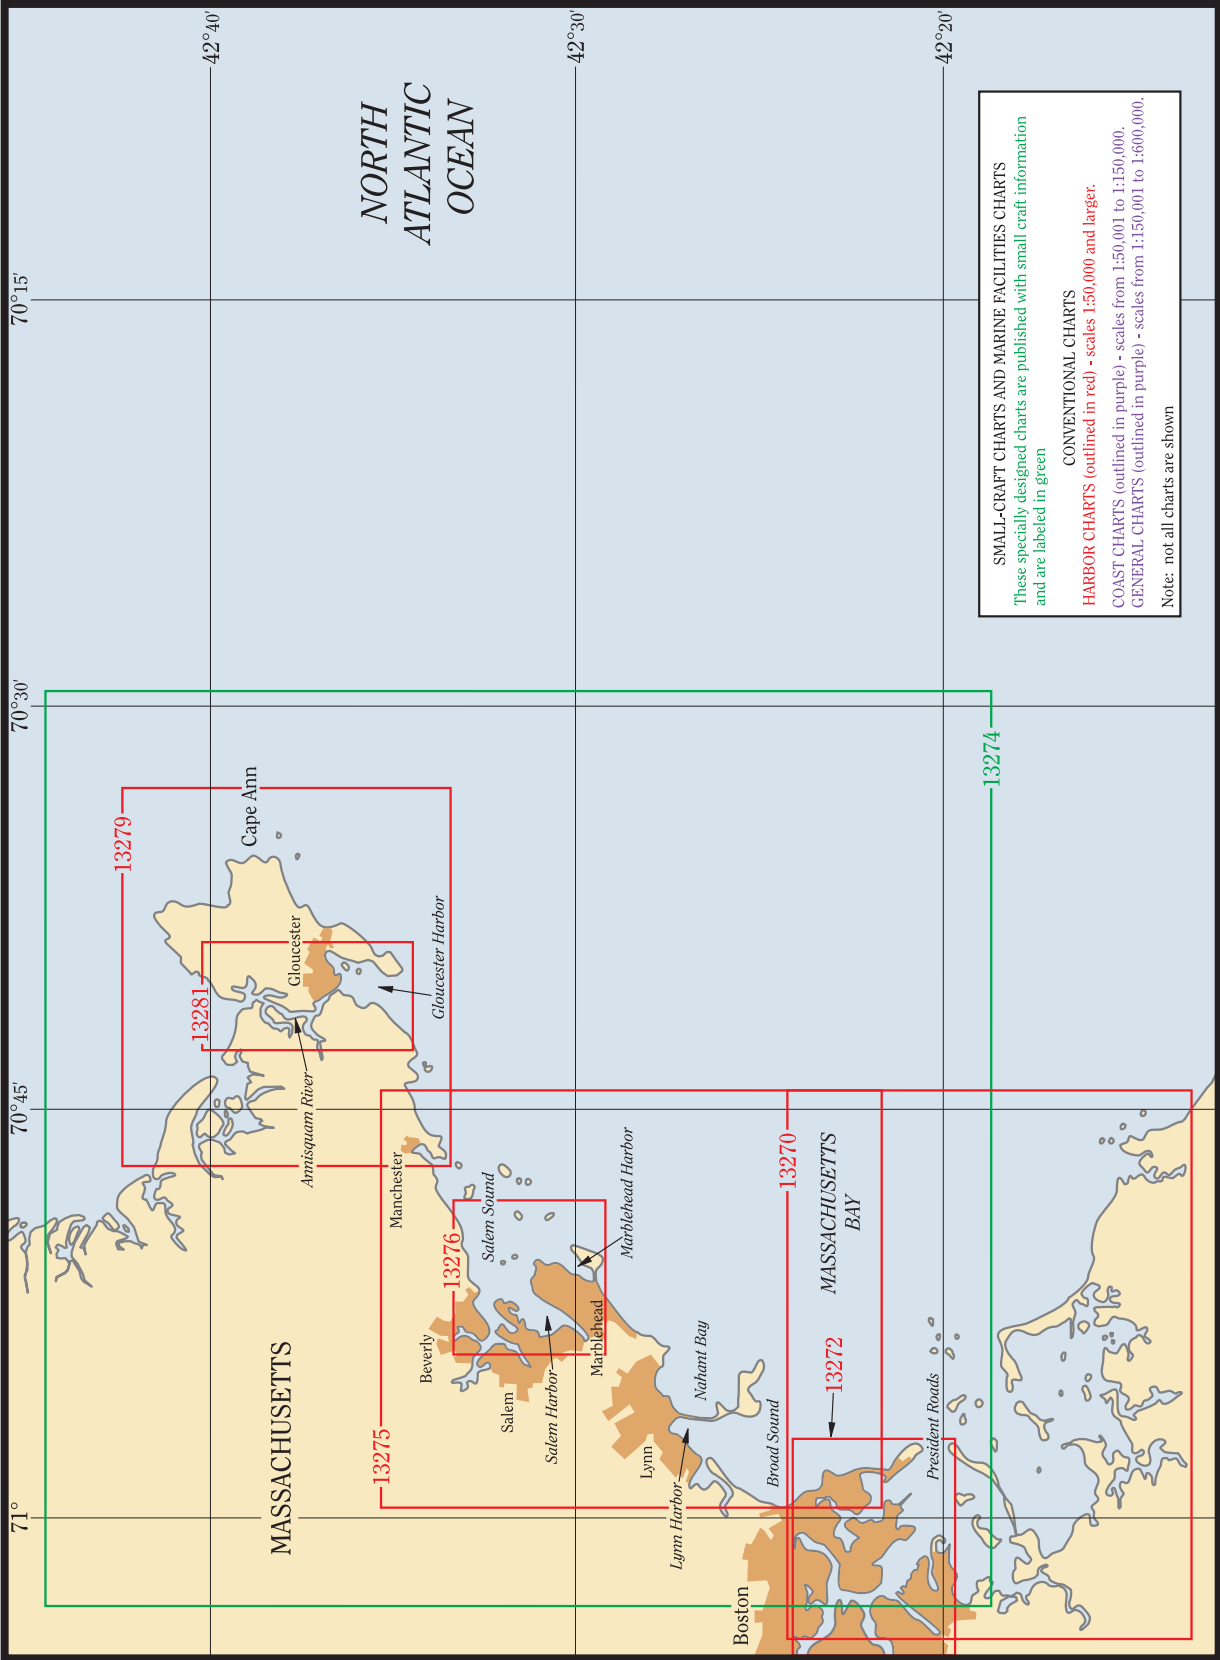 70°15'
70°30'
70°45'
71°
42°40'
42°30'
42°20'
NORTH
ATLANTIC
OCEAN
MASSACHUSETTS
13279
Cape Ann
13281
Gloucester
Gloucester Harbor
Annisquam River
Manchester
13275
13276
Salem Sound
Beverly
Salem
Salem Harbor
Marblehead
Marblehead Harbor
Lynn
Lynn Harbor
Nahant Bay
Broad Sound
Boston
13270
MASSACHUSETTS
BAY
13272
President Roads
13274
SMALL-CRAFT CHARTS AND MARINE FACILITIES CHARTS
These specially designed charts are published with small craft information
and are labeled in green
CONVENTIONAL CHARTS
HARBOR CHARTS (outlined in red) - scales 1:50,000 and larger.
COAST CHARTS (outlined in purple) - scales from 1:50,001 to 1:150,000.
GENERAL CHARTS (outlined in purple) - scales from 1:150,001 to 1:600,000.
Note: not all charts are shown